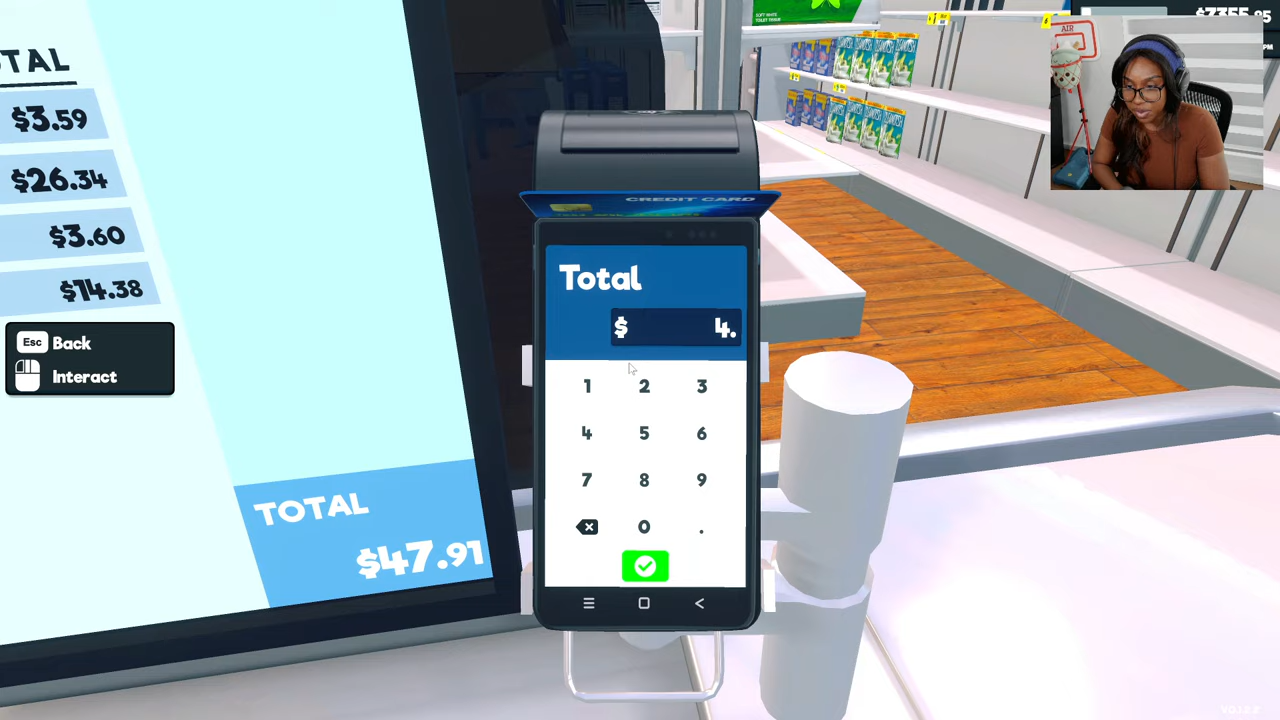 TAL
$3.59
$26.34
$3.60
$14.38
Esc Back
Interact
TOTAL
$47.91
CREDIT CARD
Total
$ 4.
1 2 3
4 5 6
7 8 9
0 .
AIR